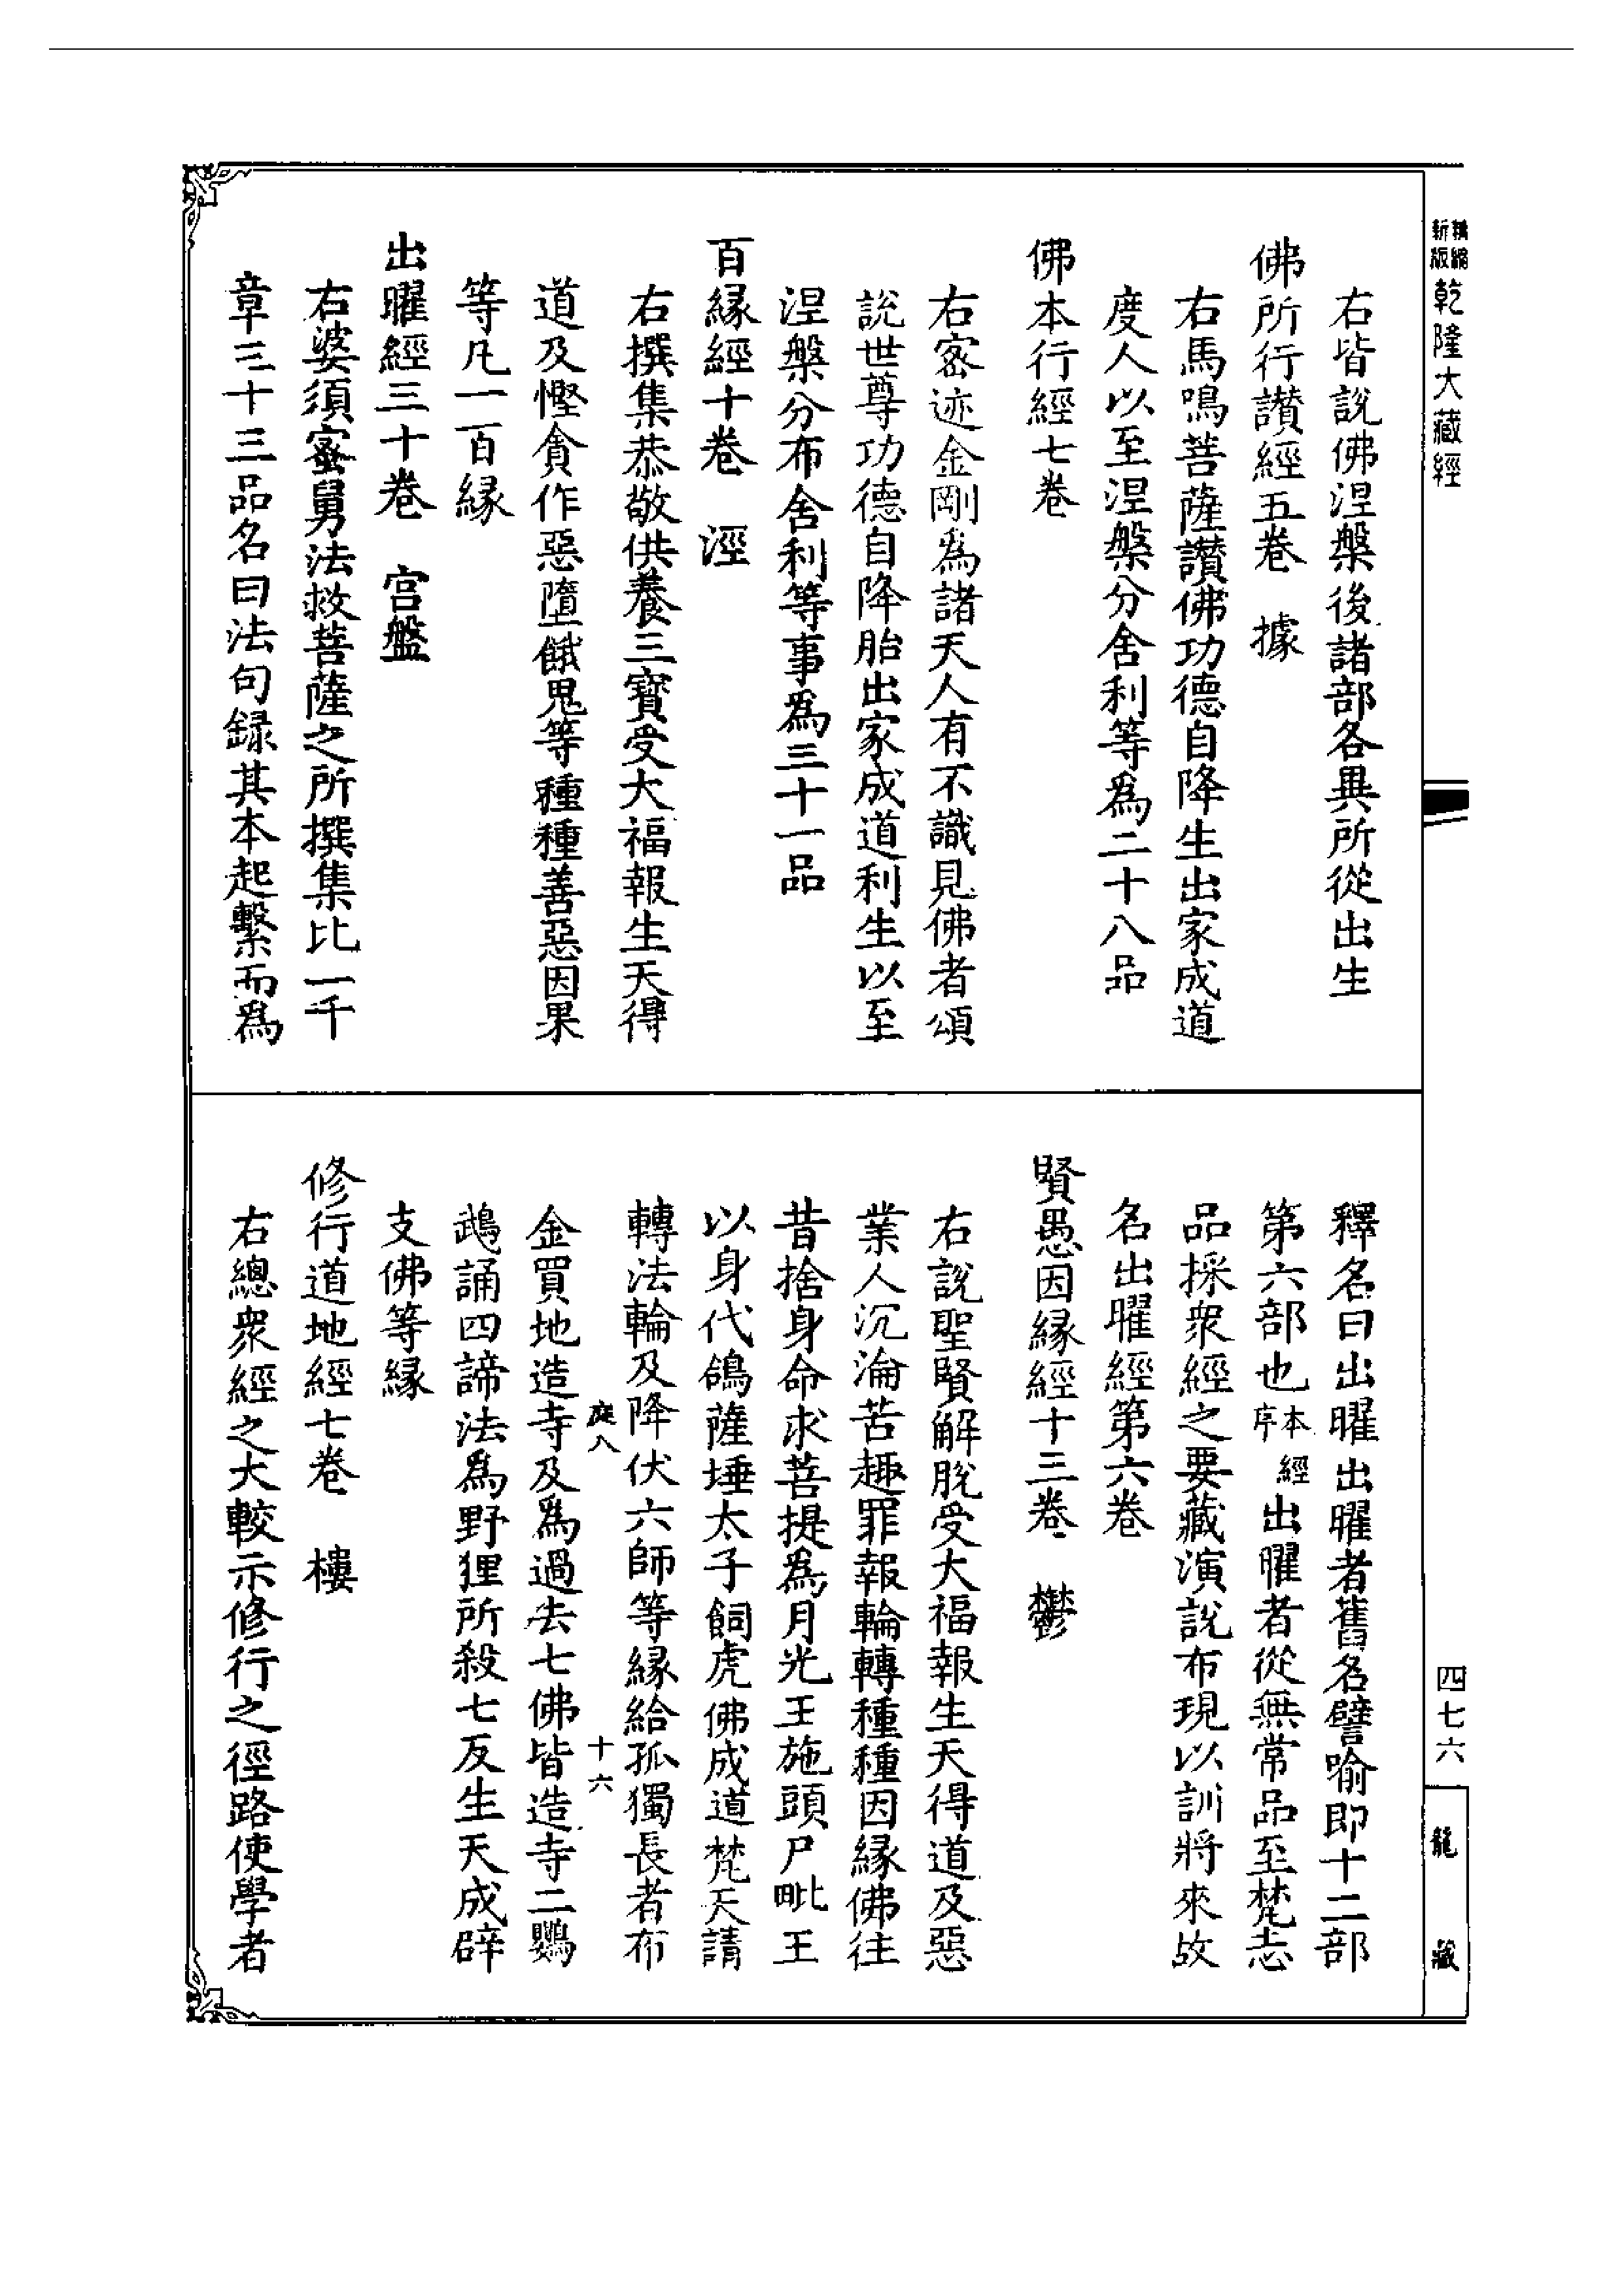 精縮新版乾隆大藏經
右皆說佛涅槃後諸部各異所從出生
佛所行讚經五卷　據
右馬鳴菩薩讚佛功德自降生出家成道
度人以至涅槃分舍利等爲二十八品
佛本行經七卷
右密迹金剛爲諸天人有不識見佛者頌
說世尊功德自降胎出家成道利生以至
涅槃分布舍利等事爲三十一品
百緣經十卷　涇
右撰集恭敬供養三寶受大福報生天得
道及慳貪作惡墮餓鬼等種種善惡因果
等凡一百緣
出曜經三十卷　宮盤
右婆須蜜舅法救菩薩之所撰集比一千
章三十三品名曰法句録其本起繫而爲
釋名曰出曜出曜者舊名譬喻即十二部
第六部也本經序出曜者從無常品至梵志
品採衆經之要藏演說布現以訓將來故
名出曜經第六卷
賢愚因緣經十三卷　鬱
右說聖賢解脫受大福報生天得道及惡
業人沉淪苦趣罪報輪轉種種因緣佛往
昔捨身命求菩提爲月光王施頭尸毗王
以身代鴿薩埵太子飼虎佛成道梵天請
轉法輪及降伏六師等緣給孤獨長者布
庭八　十六
金買地造寺及爲過去七佛皆造寺二鸚
鵡誦四諦法爲野狸所殺七反生天成辟
支佛等緣
修行道地經七卷　樓
右總衆經之大較示修行之徑路使學者
四七六
龍藏